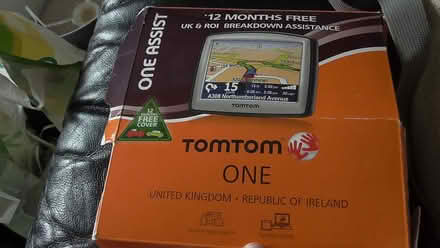 '12 MONTHS FREE
UK & ROI BREAKDOWN ASSISTANCE
ONE ASSIST
15
A308 Northumberland Avenue
TOMTOM
12
FREE
COVER
TOMTOM
ONE
UNITED KINGDOM • REPUBLIC OF IRELAND